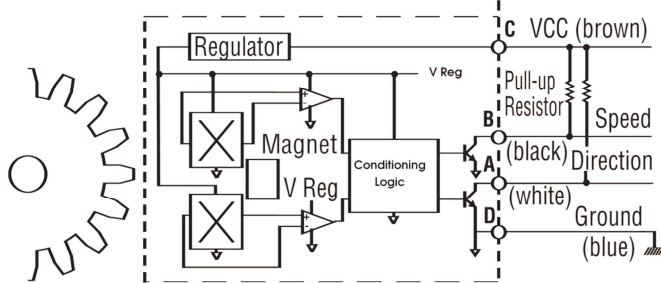 C VCC (brown)
Regulator
V Reg
Pull-up
Resistor
B
Speed
+
-
Magnet
(black)
A
Direction
Conditioning
Logic
V Reg
(white)
D
Ground
+
-
(blue)